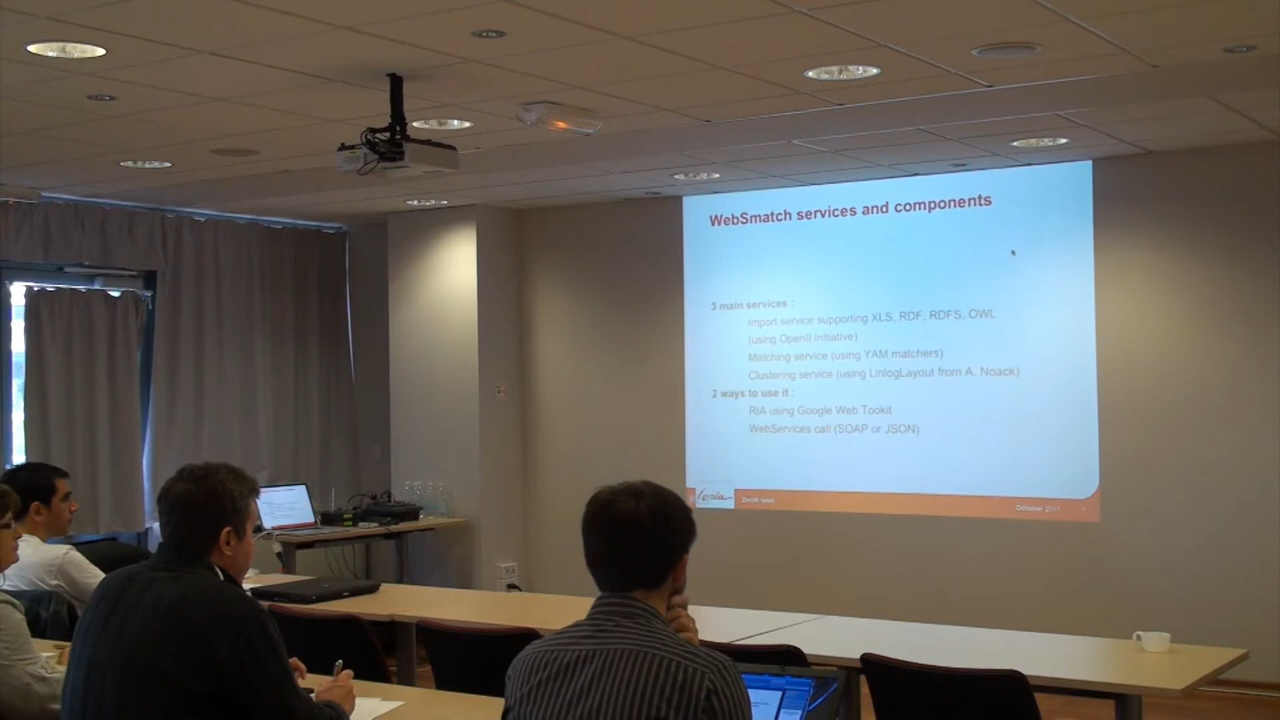 WebSmatch services and components
3 main services :
Import service supporting XLS, RDF, RDFS, OWL
(using OpenII initiative)
Matching service (using YAM matchers)
Clustering service (using LinlogLayout from A. Noack)
2 ways to use it :
RIA using Google Web Tookit
WebServices call (SOAP or JSON)
Inria
Zenith team
October 2011